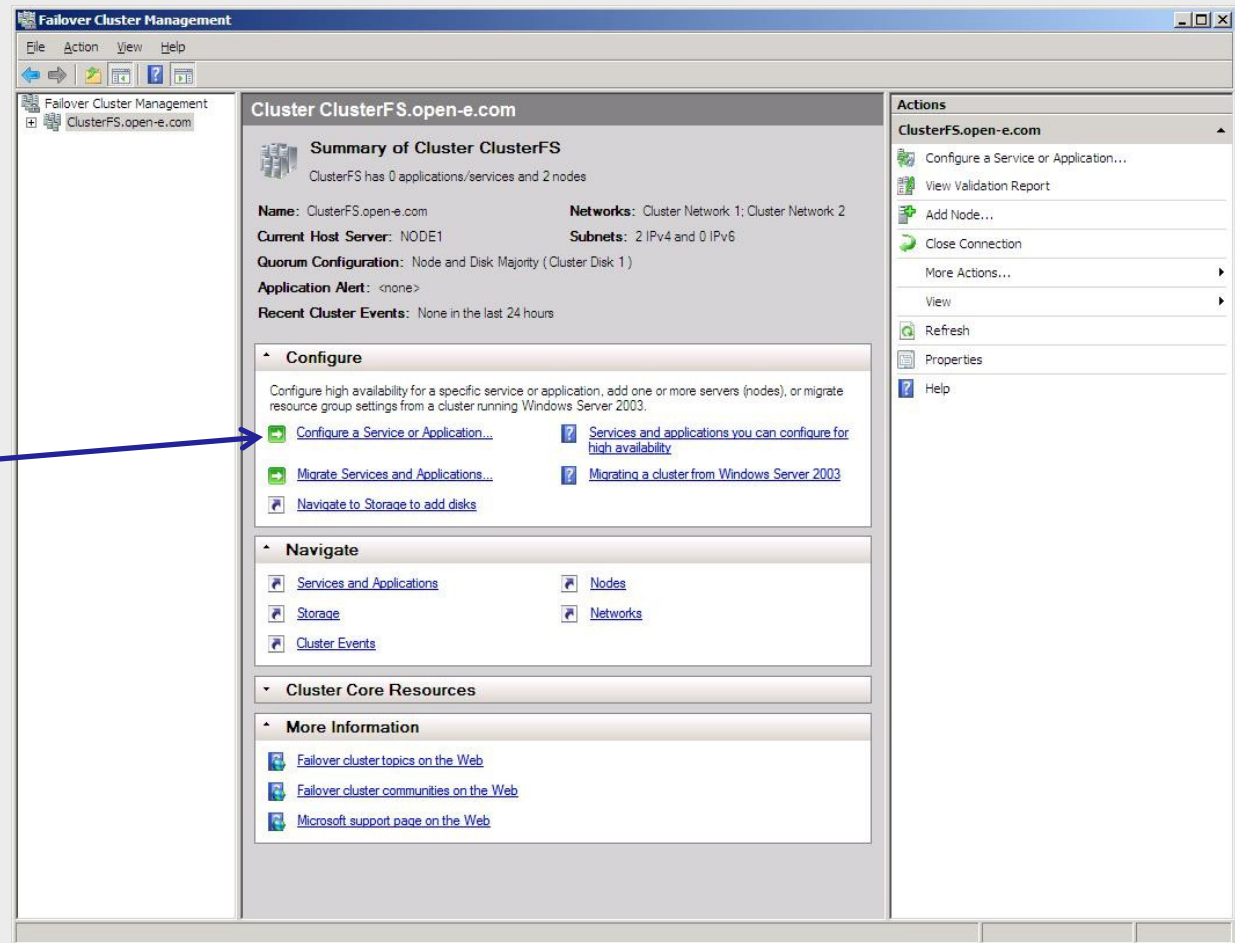 Failover Cluster Management
File Action View Help
Failover Cluster Management
ClusterFS.open-e.com
Cluster ClusterFS.open-e.com
Summary of Cluster ClusterFS
ClusterFS has 0 applications/services and 2 nodes
Name: ClusterFS.open-e.com
Networks: Cluster Network 1; Cluster Network 2
Current Host Server: NODE1
Subnets: 2 IPv4 and 0 IPv6
Quorum Configuration: Node and Disk Majority (Cluster Disk 1)
Application Alert: <none>
Recent Cluster Events: None in the last 24 hours
Configure
Configure high availability for a specific service or application, add one or more servers (nodes), or migrate
resource group settings from a cluster running Windows Server 2003.
Configure a Service or Application...
Services and applications you can configure for
high availability
Migrate Services and Applications...
Migrating a cluster from Windows Server 2003
Navigate to Storage to add disks
Navigate
Services and Applications
Nodes
Storage
Networks
Cluster Events
Cluster Core Resources
More Information
Failover cluster topics on the Web
Failover cluster communities on the Web
Microsoft support page on the Web
Actions
ClusterFS.open-e.com
Configure a Service or Application...
View Validation Report
Add Node...
Close Connection
More Actions...
View
Refresh
Properties
Help